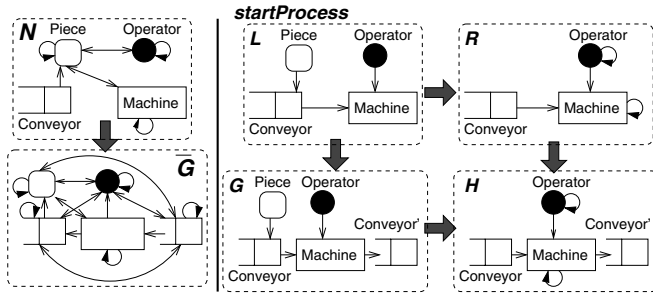 startProcess
N
Piece
Operator
Conveyor
Machine
G
L
Piece
Operator
Conveyor
Machine
R
Operator
Conveyor
Machine
G
Piece
Operator
Conveyor'
Machine
Conveyor
H
Operator
Conveyor'
Machine
Conveyor